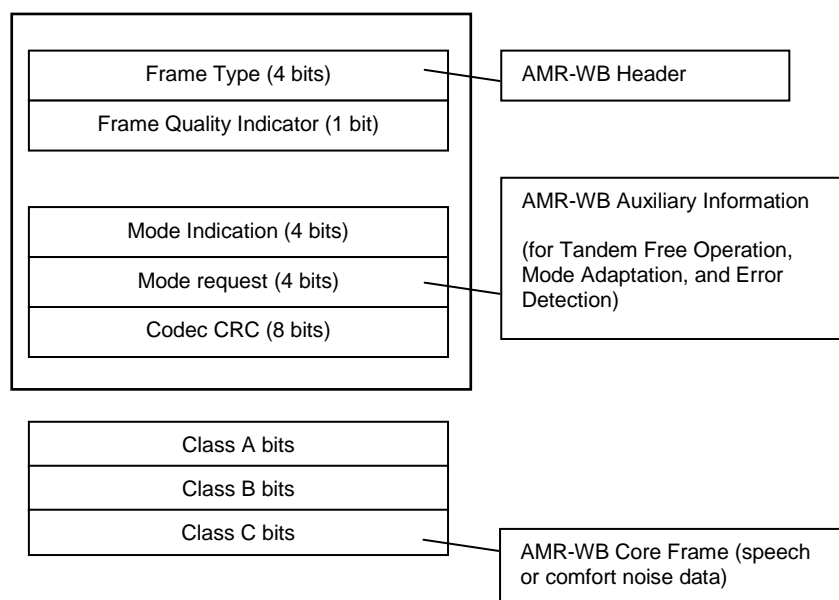 Frame Type (4 bits)
AMR-WB Header
Frame Quality Indicator (1 bit)
Mode Indication (4 bits)
Mode request (4 bits)
Codec CRC (8 bits)
AMR-WB Auxiliary Information
(for Tandem Free Operation,
Mode Adaptation, and Error
Detection)
Class A bits
Class B bits
Class C bits
AMR-WB Core Frame (speech
or comfort noise data)